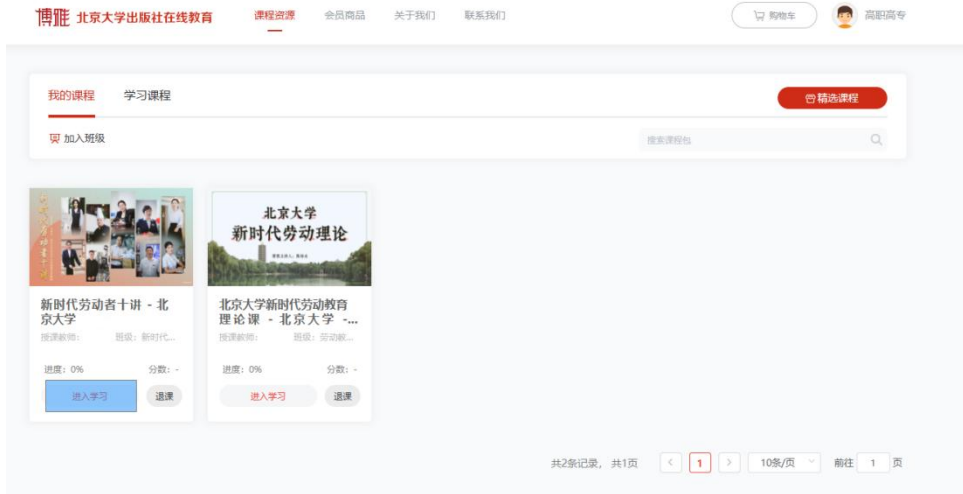 博雅 北京大学出版社在线教育 课程资源 会员商品 关于我们 联系我们 购物车 高职高专
我的课程 学习课程 精选课程
加入班级 搜索课程包
北京大学
新时代劳动理论
新时代劳动者十讲 - 北
京大学
授课教师: 班级: 新时代...
进度: 0% 分数: -
进入学习 退课
北京大学新时代劳动教育
理论课 - 北京大学 -...
授课教师: 班级: 劳动教...
进度: 0% 分数: -
进入学习 退课
共2条记录, 共1页 < 1 > 10条/页 前往 1 页